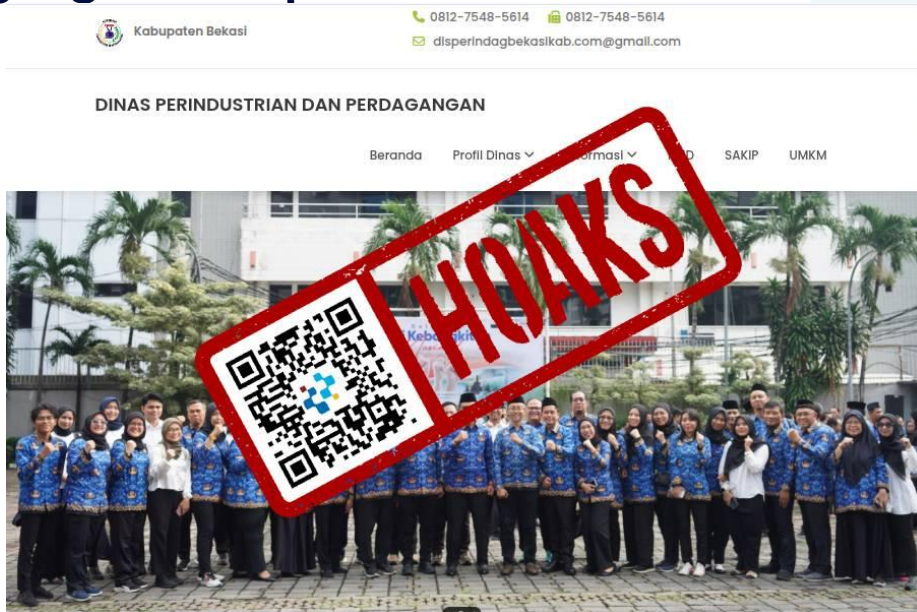 Kabupaten Bekasi
0812-7548-5614 0812-7548-5614
disperindagbekasikab.com@gmail.com
DINAS PERINDUSTRIAN DAN PERDAGANGAN
Beranda Profil Dinas SAKIP UMKM
HOAKS